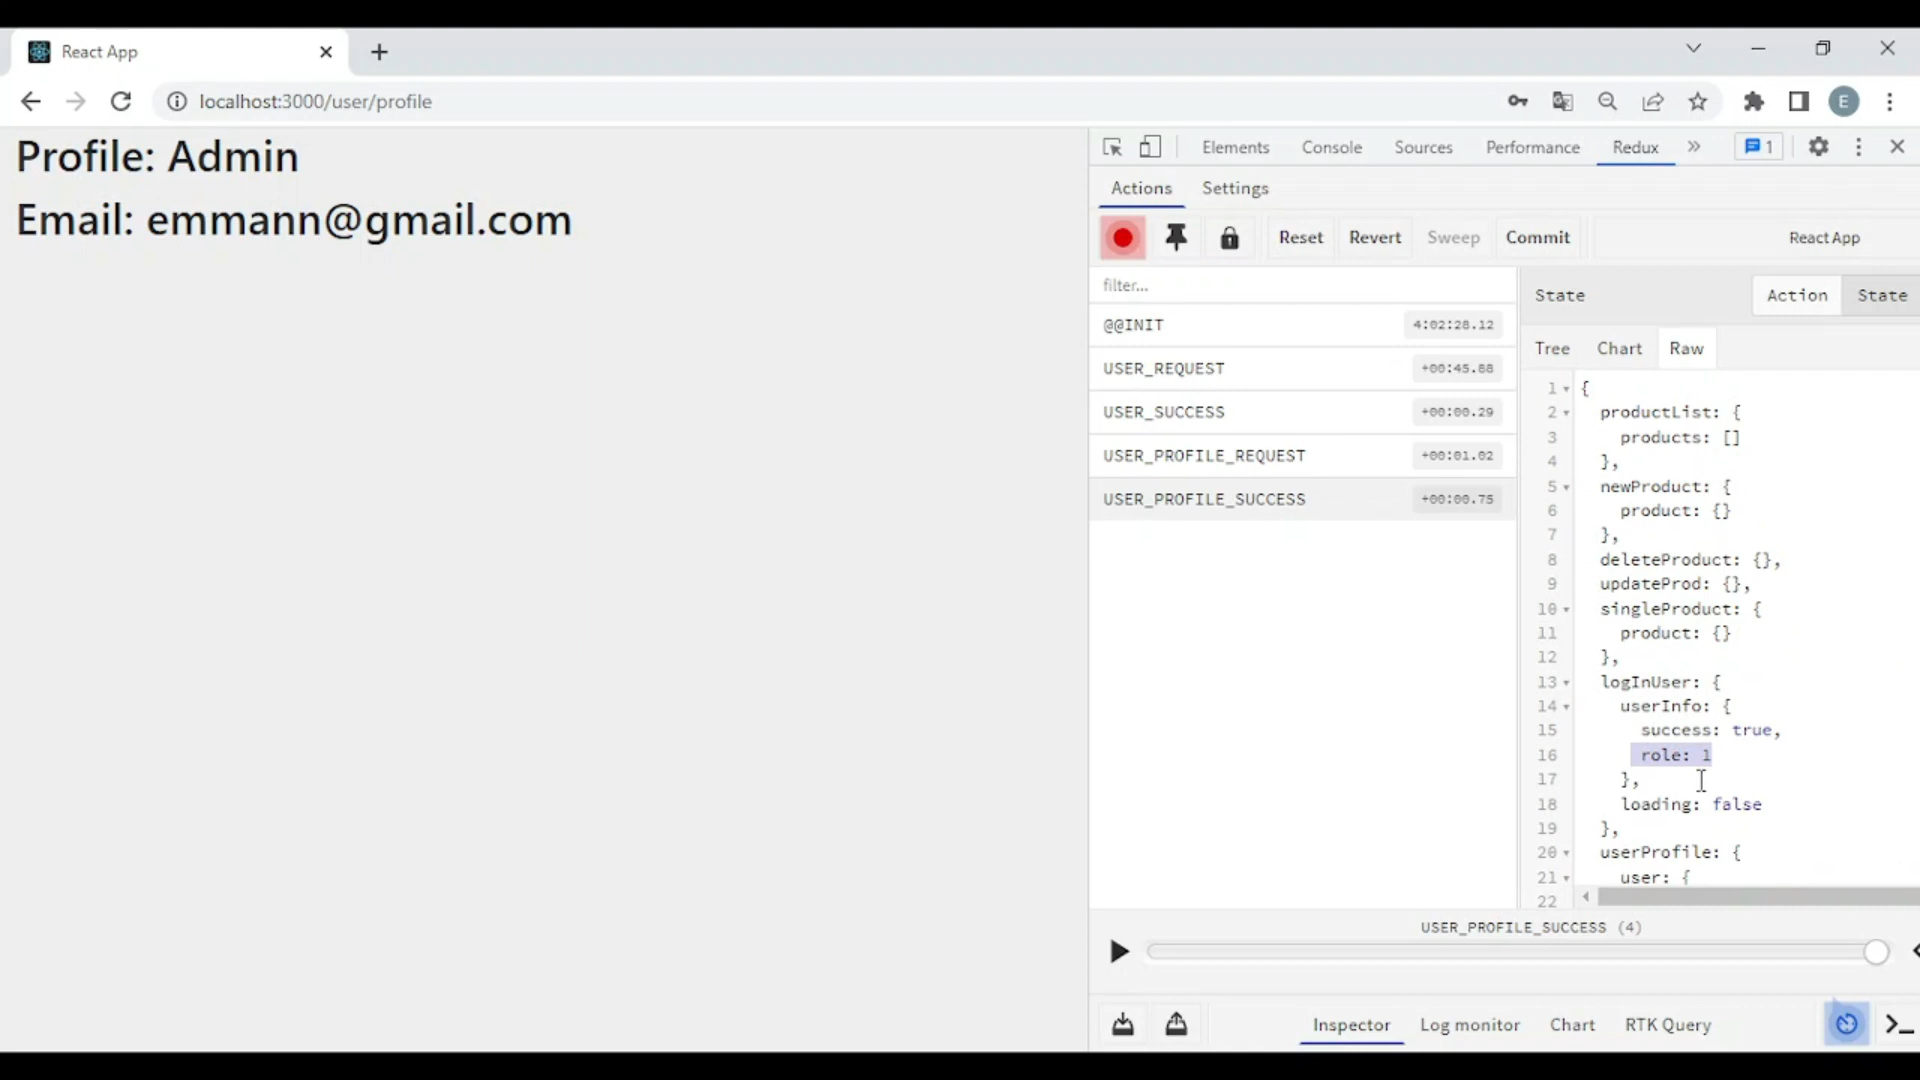 React App
localhost:3000/user/profile
E
Profile: Admin
Email: emmann@gmail.com
Elements Console Sources Performance Redux » 1
Actions Settings
Reset Revert Sweep Commit React App
filter...
@@INIT 4:02:28.12
USER_REQUEST +00:45.88
USER_SUCCESS +00:00.29
USER_PROFILE_REQUEST +00:01.02
USER_PROFILE_SUCCESS +00:00.75
State Action State
Tree Chart Raw
1 {
2 productList: {
3 products: []
4 },
5 newProduct: {
6 product: {}
7 },
8 deleteProduct: {},
9 updateProd: {},
10 singleProduct: {
11 product: {}
12 },
13 logInUser: {
14 userInfo: {
15 success: true,
16 role: 1
17 },
18 loading: false
19 },
20 userProfile: {
21 user: {
22
USER_PROFILE_SUCCESS (4)
Inspector Log monitor Chart RTK Query